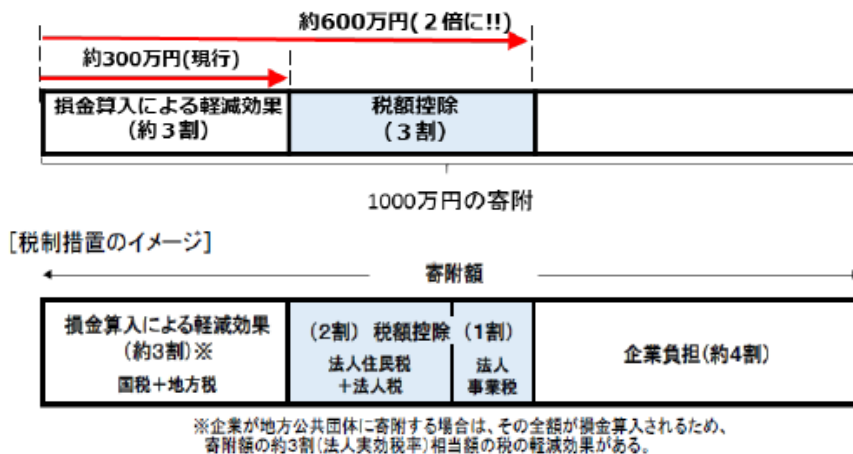 約600万円(２倍に!!)
約300万円(現行)
損金算入による軽減効果
(約３割)
税額控除
(３割)
1000万円の寄附
[税制措置のイメージ]
寄附額
損金算入による軽減効果
(約3割)※
国税+地方税
(2割) 税額控除 (1割)
法人住民税
+法人税
法人
事業税
企業負担(約4割)
※企業が地方公共団体に寄附する場合は、その全額が損金算入されるため、
寄附額の約3割(法人実効税率)相当額の税の軽減効果がある。